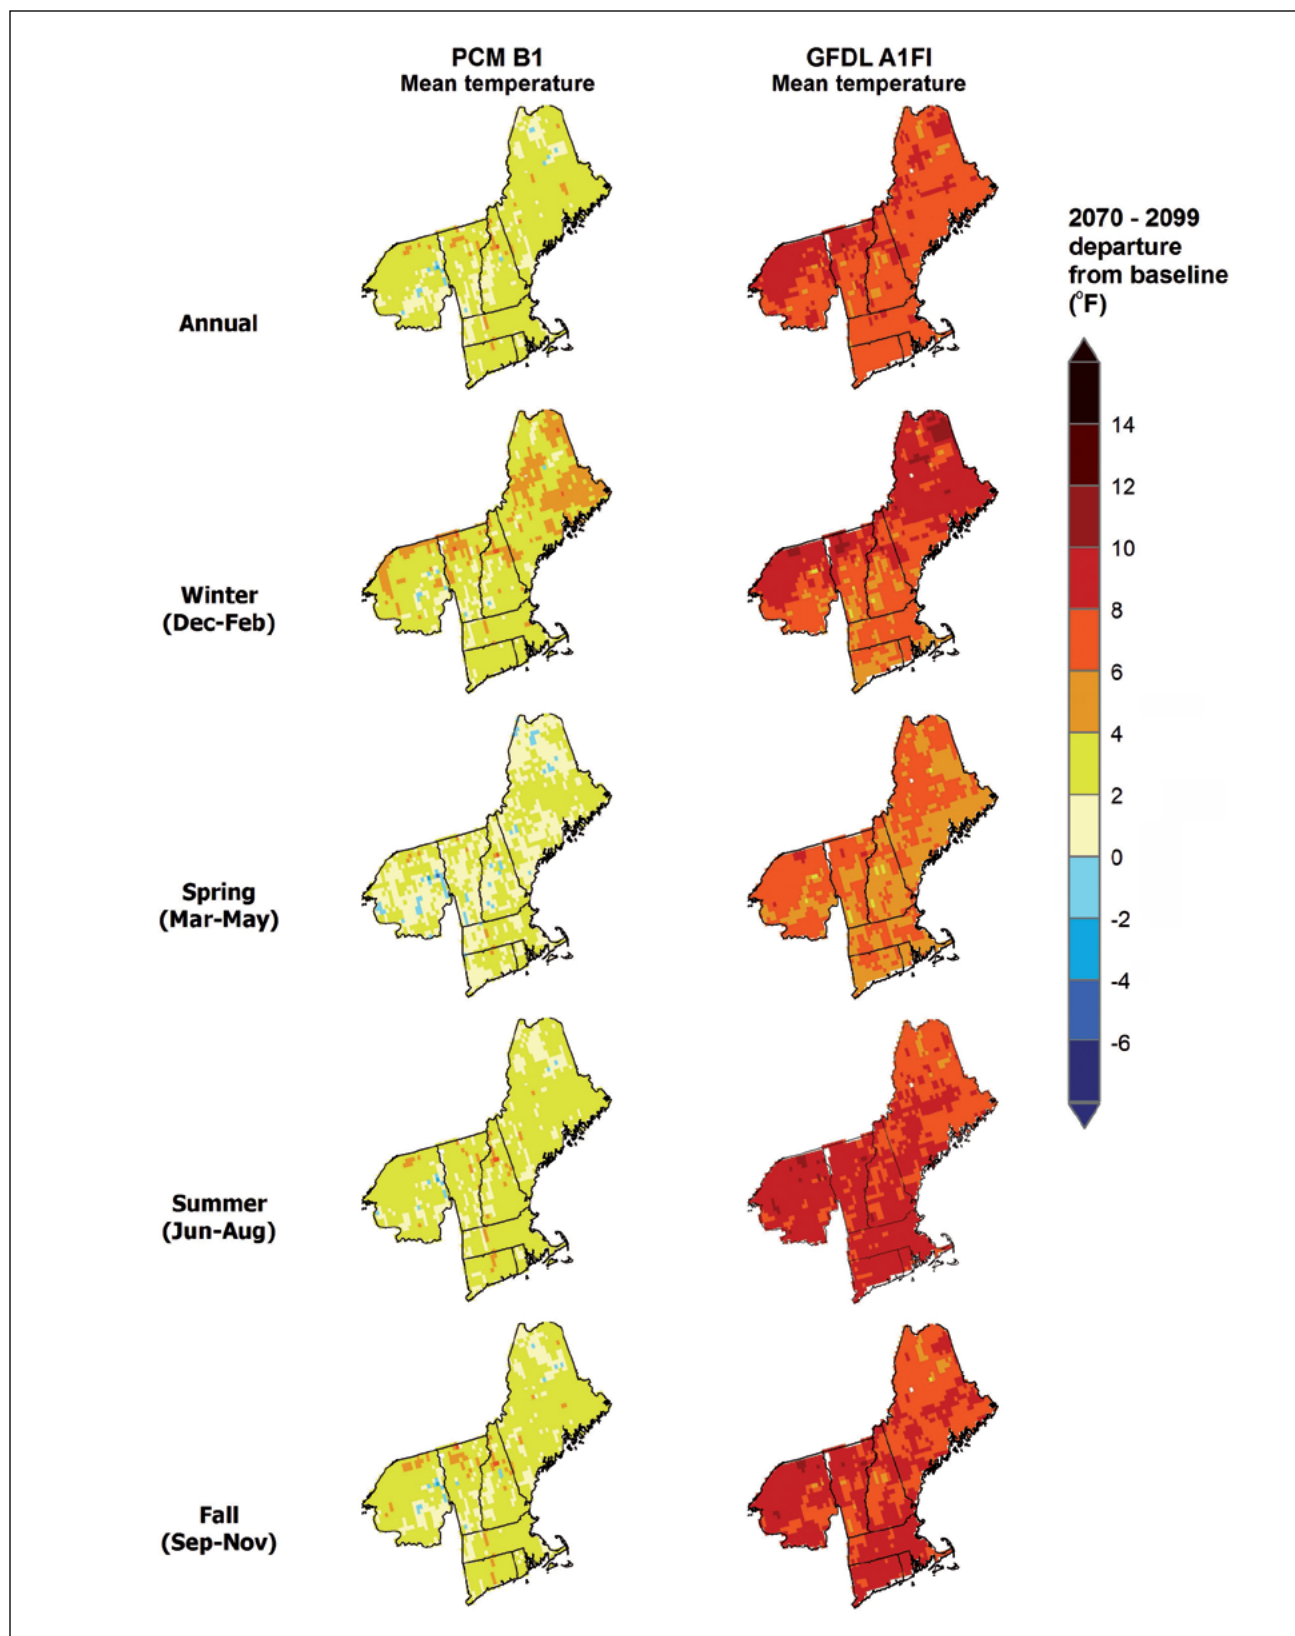 PCM B1
Mean temperature
GFDL A1FI
Mean temperature
2070 - 2099
departure
from baseline
(°F)
14
12
10
8
6
4
2
0
-2
-4
-6
Annual
Winter
(Dec-Feb)
Spring
(Mar-May)
Summer
(Jun-Aug)
Fall
(Sep-Nov)